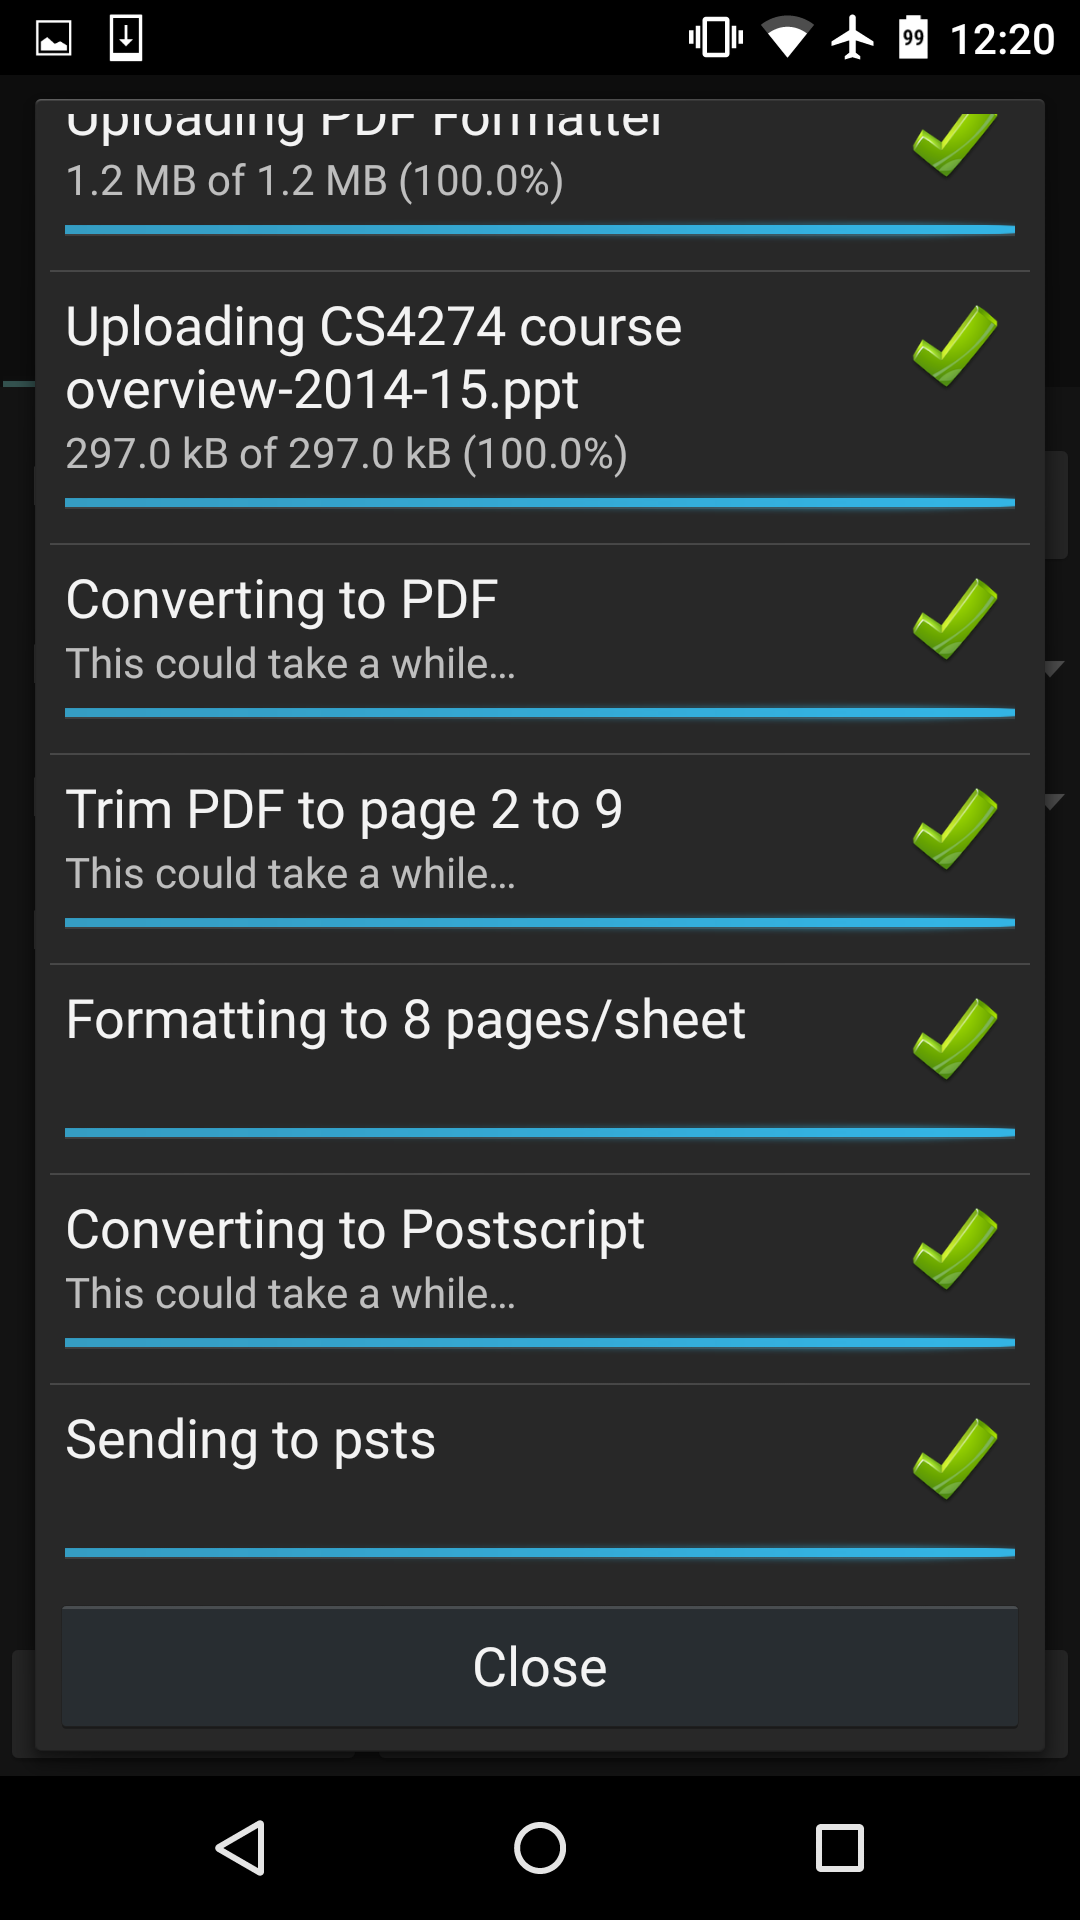 99 12:20
Uploading PDF Formatter
1.2 MB of 1.2 MB (100.0%)
Uploading CS4274 course
overview-2014-15.ppt
297.0 kB of 297.0 kB (100.0%)
Converting to PDF
This could take a while...
Trim PDF to page 2 to 9
This could take a while...
Formatting to 8 pages/sheet
Converting to Postscript
This could take a while...
Sending to psts
Close